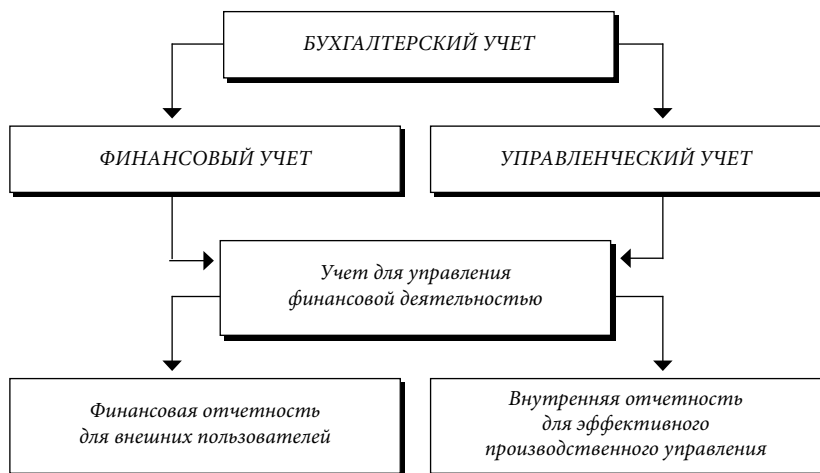 БУХГАЛТЕРСКИЙ УЧЕТ
ФИНАНСОВЫЙ УЧЕТ
УПРАВЛЕНЧЕСКИЙ УЧЕТ
Учет для управления
финансовой деятельностью
Финансовая отчетность
для внешних пользователей
Внутренняя отчетность
для эффективного
производственного управления